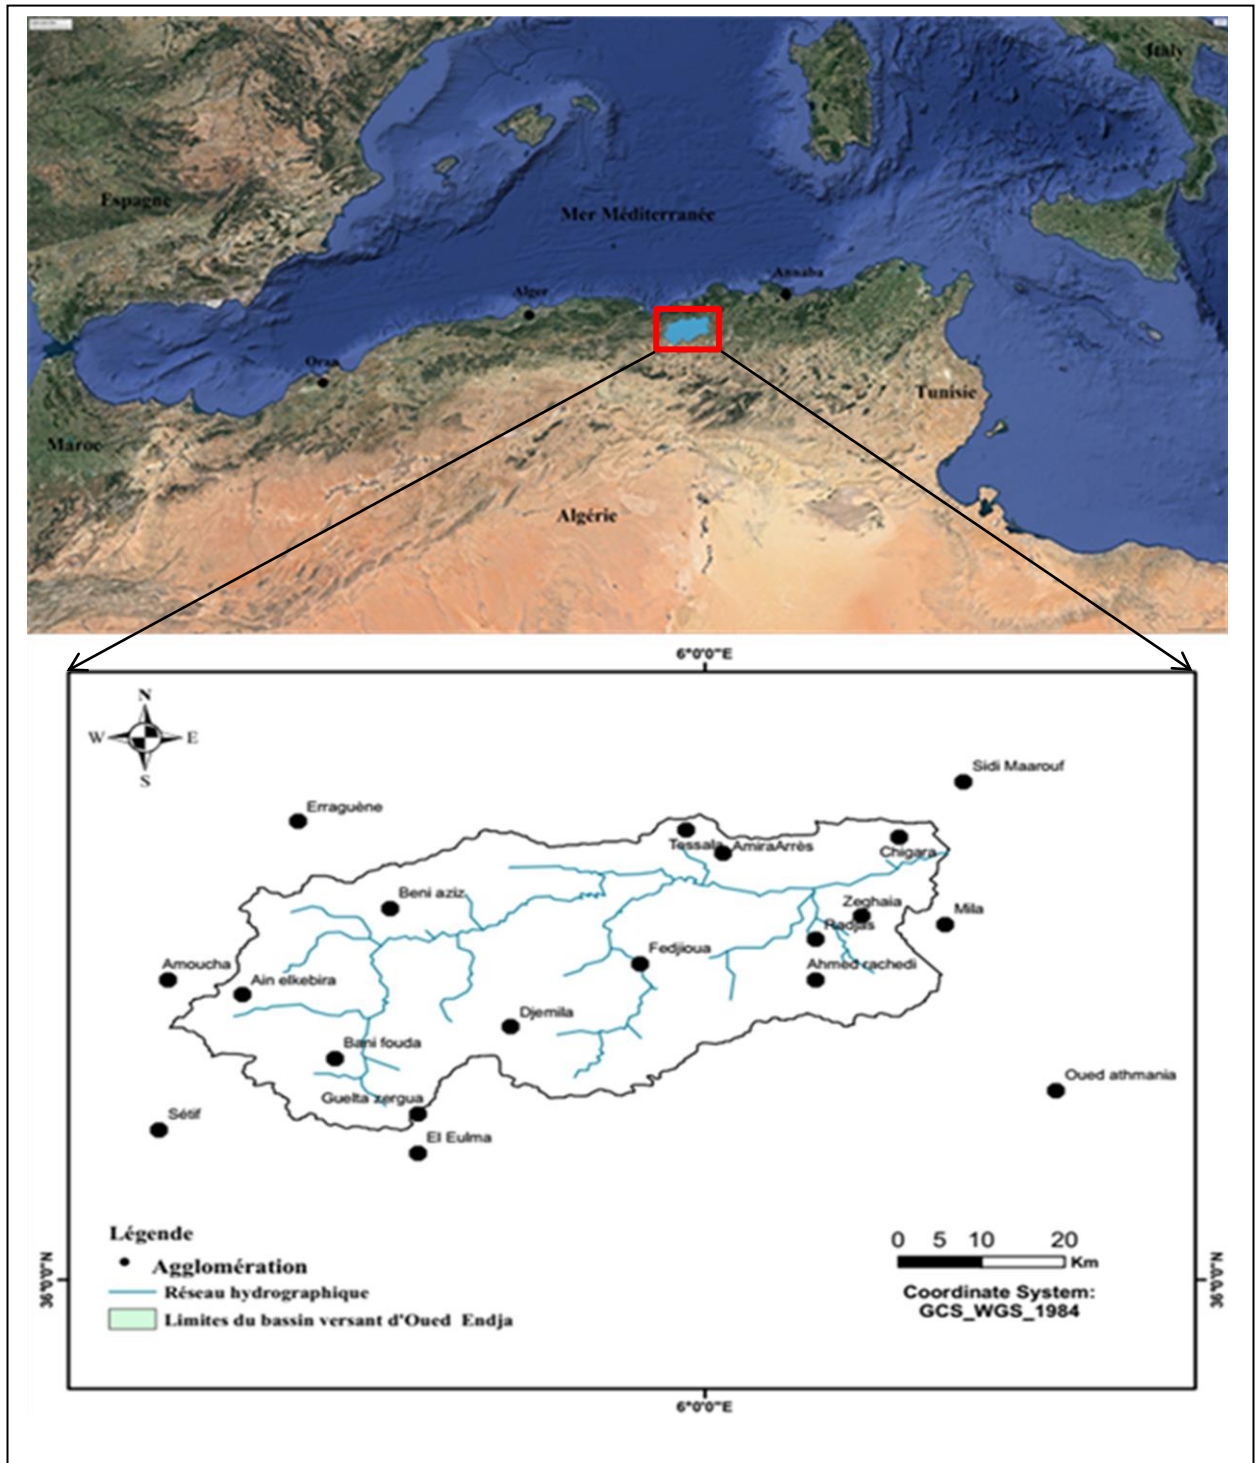 Italy
Espagne
Mer Méditerranée
Annaba
Alger
Oran
Tunisie
Maroc
Algérie
6°0'0"E
N
W E
S
Sidi Maarouf
Erraguène
Tessala
AmiraArrès
Chigara
Beni aziz
Zeghaia
Mila
Radjas
Fedjioua
Amoucha
Ahmed rachedi
Ain elkebira
Djemila
Bani fouda
Oued athmania
Guelta zergua
Sétif
El Eulma
Légende
Agglomération
Réseau hydrographique
Limites du bassin versant d'Oued Endja
0 5 10 20
Km
Coordinate System:
GCS_WGS_1984
36°0'0"N
36°0'0"N
6°0'0"E